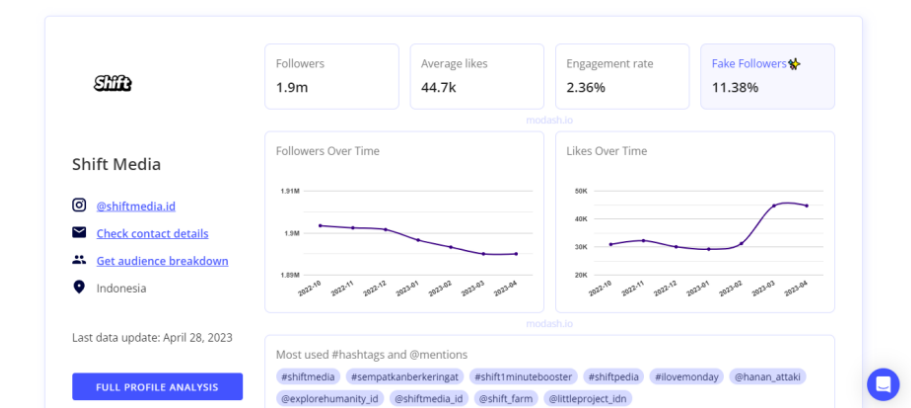 Shift
Followers
1.9m
Average likes
44.7k
Engagement rate
2.36%
Fake Followers
11.38%
modash.io
Shift Media
@shiftmedia.id
Check contact details
Get audience breakdown
Indonesia
Last data update: April 28, 2023
FULL PROFILE ANALYSIS
Followers Over Time
1.91M
1.9M
1.89M
2022-10 2022-11 2022-12 2023-01 2023-02 2023-03 2023-04
Likes Over Time
50K
40K
30K
20K
2022-10 2022-11 2022-12 2023-01 2023-02 2023-03 2023-04
modash.io
Most used #hashtags and @mentions
#shiftmedia #sempatkanberkeringat #shift1minutebooster #shiftpedia #ilovemonday @hanan_attaki
@explorehumanity_id @shiftmedia_id @shift_farm @littleproject_idn